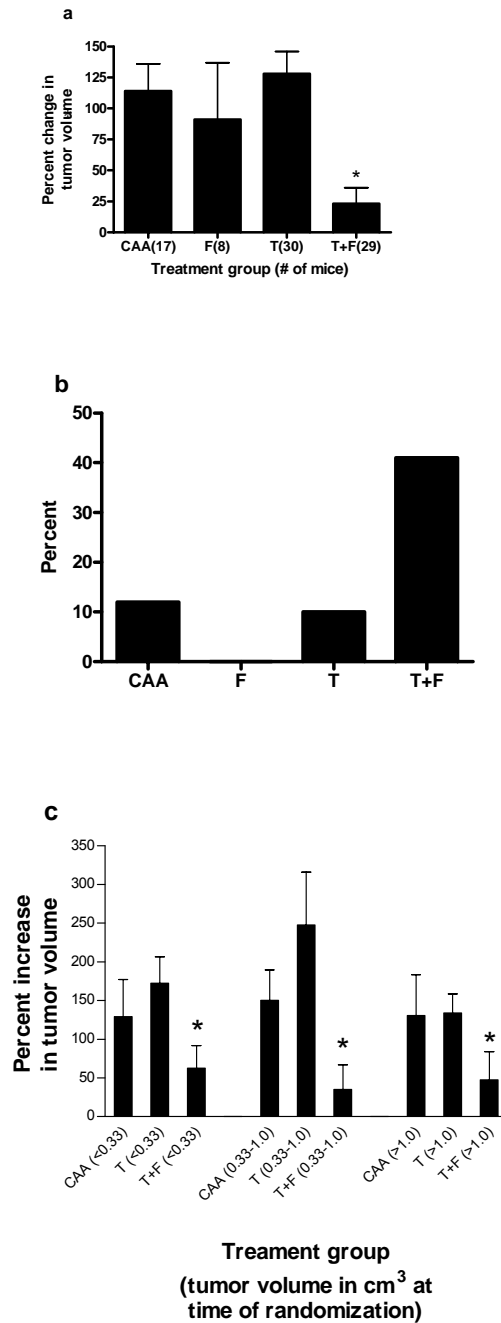 a
Percent change in
tumor volume
150
125
100
75
50
25
0
*
CAA(17) F(8) T(30) T+F(29)
Treatment group (# of mice)
b
Percent
50
40
30
20
10
0
CAA F T T+F
c
Percent increase
in tumor volume
350
300
250
200
150
100
50
0
* * *
CAA (<0.33) T (<0.33) T+F (<0.33) CAA (0.33-1.0) T (0.33-1.0) T+F (0.33-1.0) CAA (>1.0) T (>1.0) T+F (>1.0)
Treament group
(tumor volume in cm³ at
time of randomization)